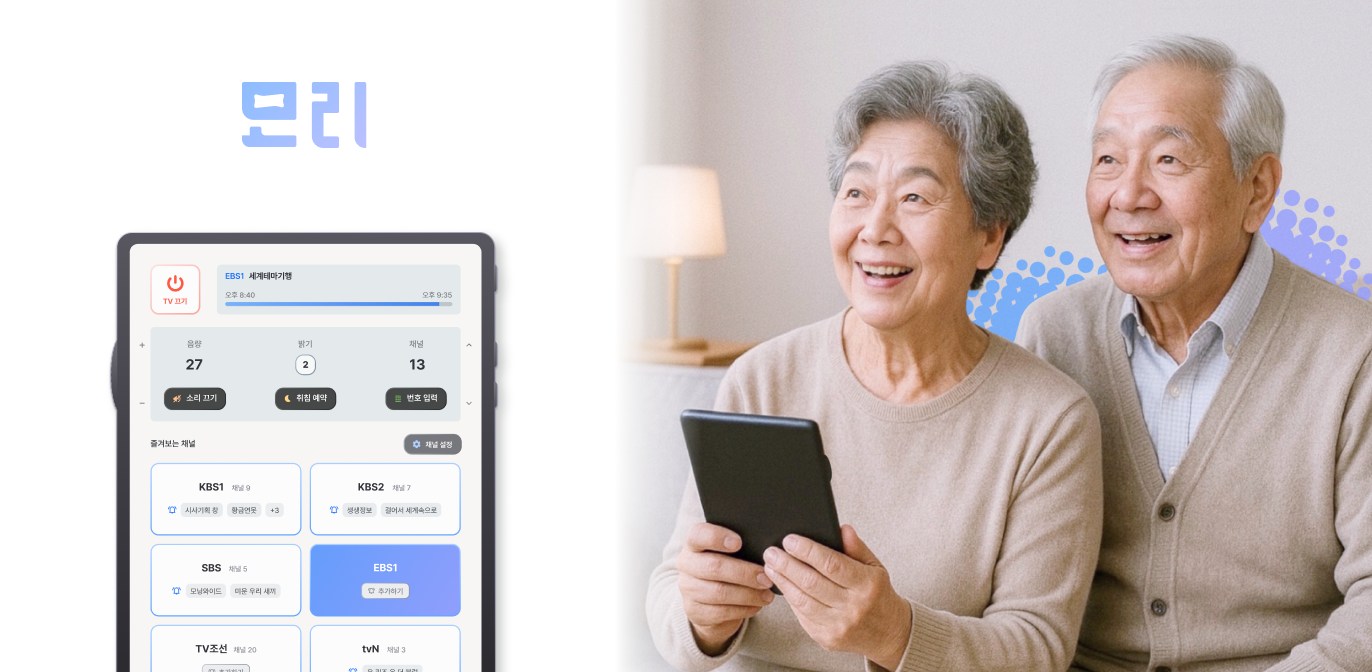 모리
TV 끄기
EBS1 세계테마기행
오후 8:40 오후 9:35
음량 밝기 채널
+ 27 2 13
소리 끄기 취침 예약 번호 입력
즐겨보는 채널 채널 설정
KBS1 채널 9
시사기획 창 황금연못 +3
KBS2 채널 7
생생정보 걸어서 세계속으로
SBS 채널 5
모닝와이드 미운 우리 새끼
EBS1
추가하기
TV조선 채널 20
추가하기
tvN 채널 3